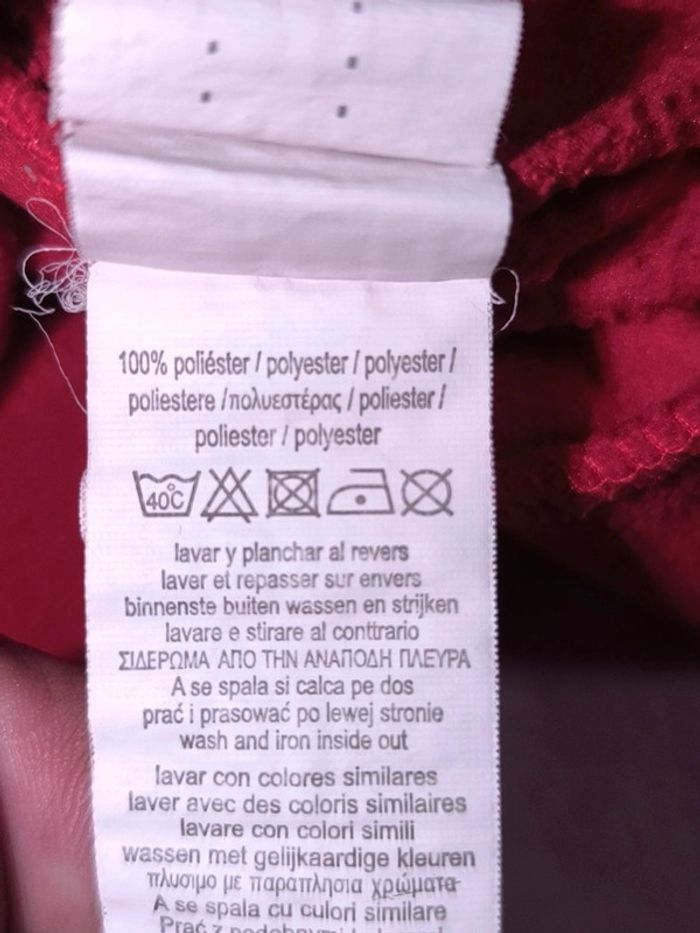 100% poliéster / polyester / polyester /
poliestere /πολυεστέρας / poliester /
poliester / polyester
40°C
lavar y planchar al revers
laver et repasser sur envers
binnenste buiten wassen en strijken
lavare e stirare al conttrario
ΣΙΔΕΡΩΜΑ ΑΠΟ ΤΗΝ ΑΝΑΠΟΔΗ ΠΛΕΥΡΑ
A se spala si calca pe dos
prać i prasować po lewej stronie
wash and iron inside out
lavar con colores similares
laver avec des coloris similaires
lavare con colori simili
wassen met gelijkaardige kleuren
πλυσιμο με παραπλησια χρώματα
A se spala cu culori similare
Prać z